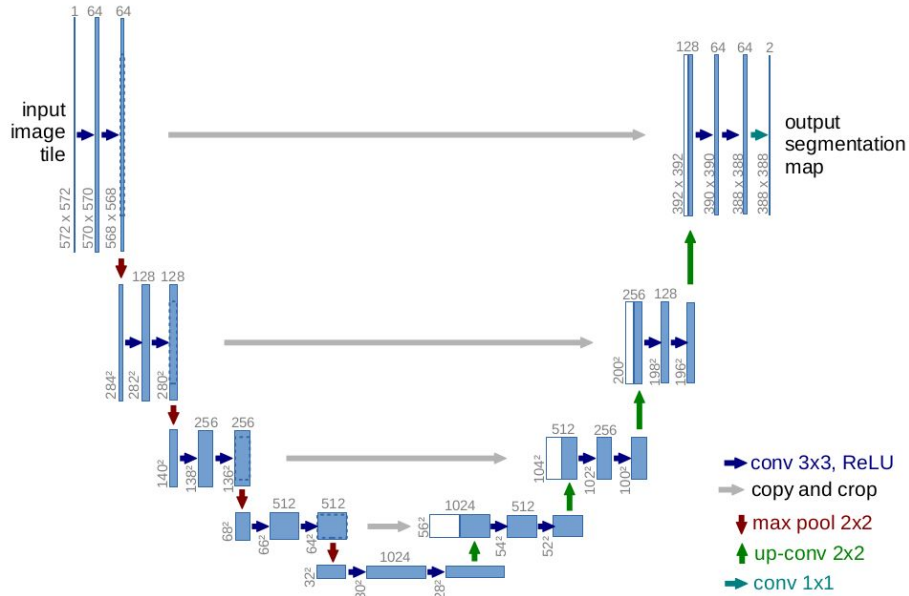 1 64 64
input
image
tile
572 x 572
570 x 570
568 x 568
128 64 64 2
output
segmentation
map
392 x 392
390 x 390
388 x 388
388 x 388
128 128
284²
282²
280²
256 128
200²
198²
196²
256 256
140²
138²
136²
512 256
104²
102²
100²
512 512
68²
66²
64²
1024 512
56²
54²
52²
1024
32²
30²
28²
conv 3x3, ReLU
copy and crop
max pool 2x2
up-conv 2x2
conv 1x1